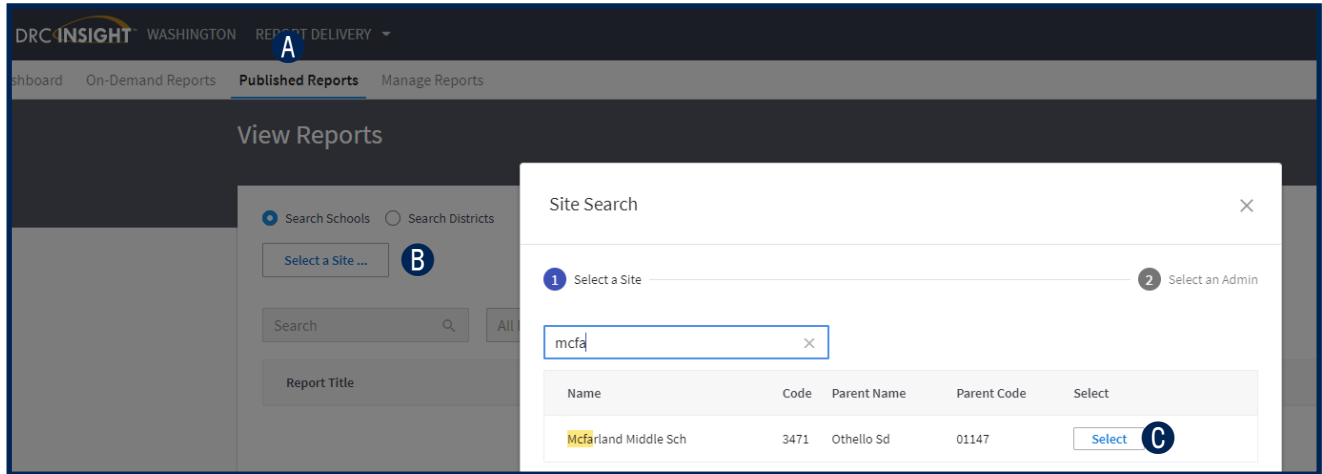 DRC INSIGHT WASHINGTON REPORT DELIVERY
A
shboard On-Demand Reports Published Reports Manage Reports
View Reports
Site Search
Search Schools Search Districts
Select a Site ... B
1 Select a Site 2 Select an Admin
Search All
mcfa
Report Title
Name Code Parent Name Parent Code Select
Mcfarland Middle Sch 3471 Othello Sd 01147 Select C